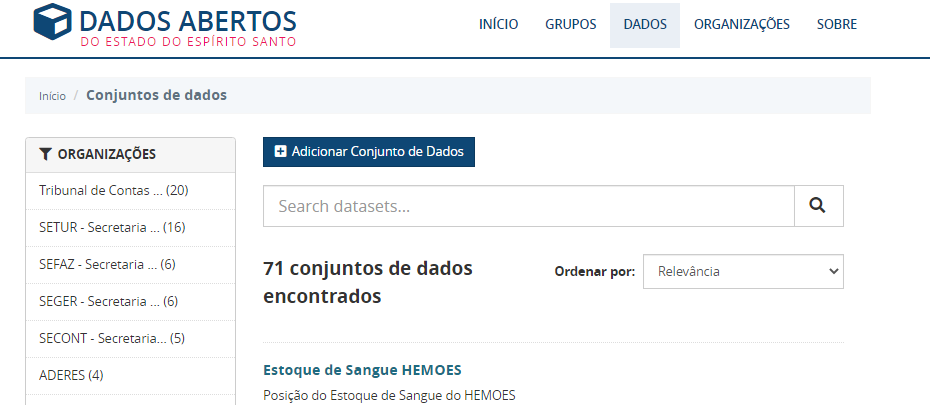 DADOS ABERTOS
DO ESTADO DO ESPÍRITO SANTO
INÍCIO
GRUPOS
DADOS
ORGANIZAÇÕES
SOBRE
Início / Conjuntos de dados
ORGANIZAÇÕES
Tribunal de Contas ... (20)
SETUR - Secretaria ... (16)
SEFAZ - Secretaria ... (6)
SEGER - Secretaria ... (6)
SECONT - Secretaria... (5)
ADERES (4)
Adicionar Conjunto de Dados
Search datasets...
71 conjuntos de dados
encontrados
Ordenar por: Relevância
Estoque de Sangue HEMOES
Posição do Estoque de Sangue do HEMOES